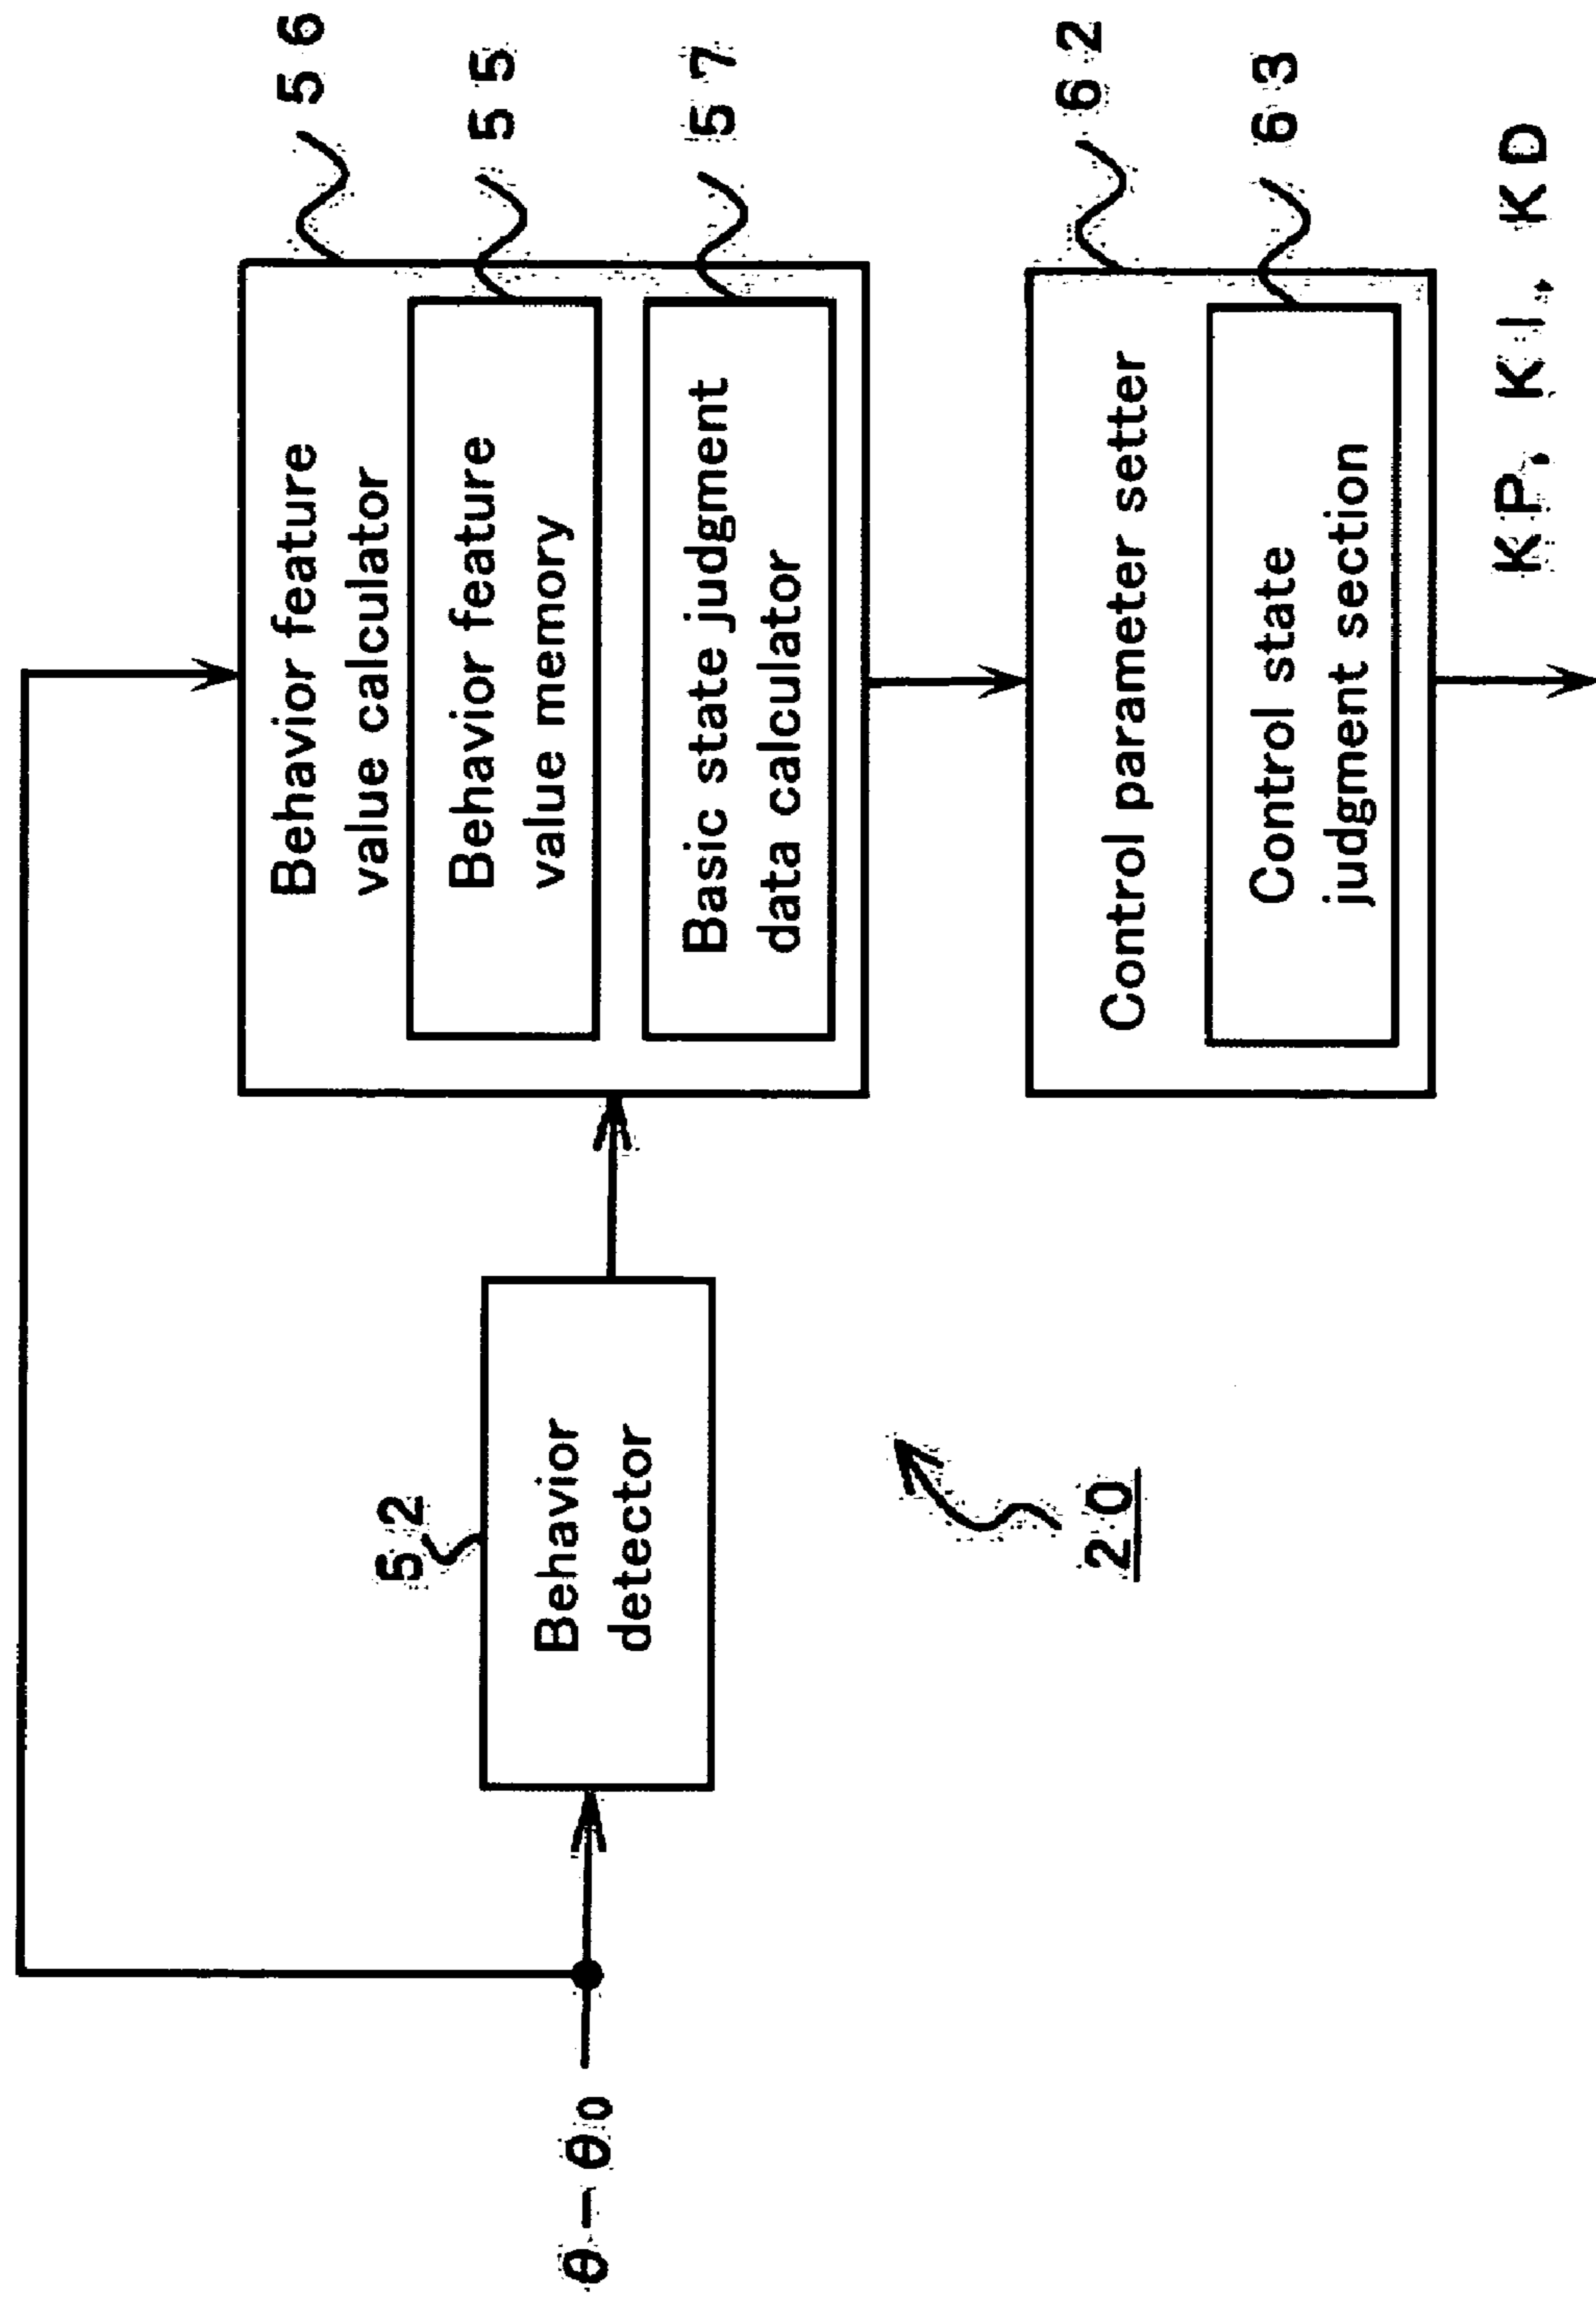 θ－θ0
52
Behavior
detector
20
Behavior feature
value calculator
56
Behavior feature
value memory
55
Basic state judgment
data calculator
57
Control parameter setter
62
Control state
judgment section
63
KP, KI, KD